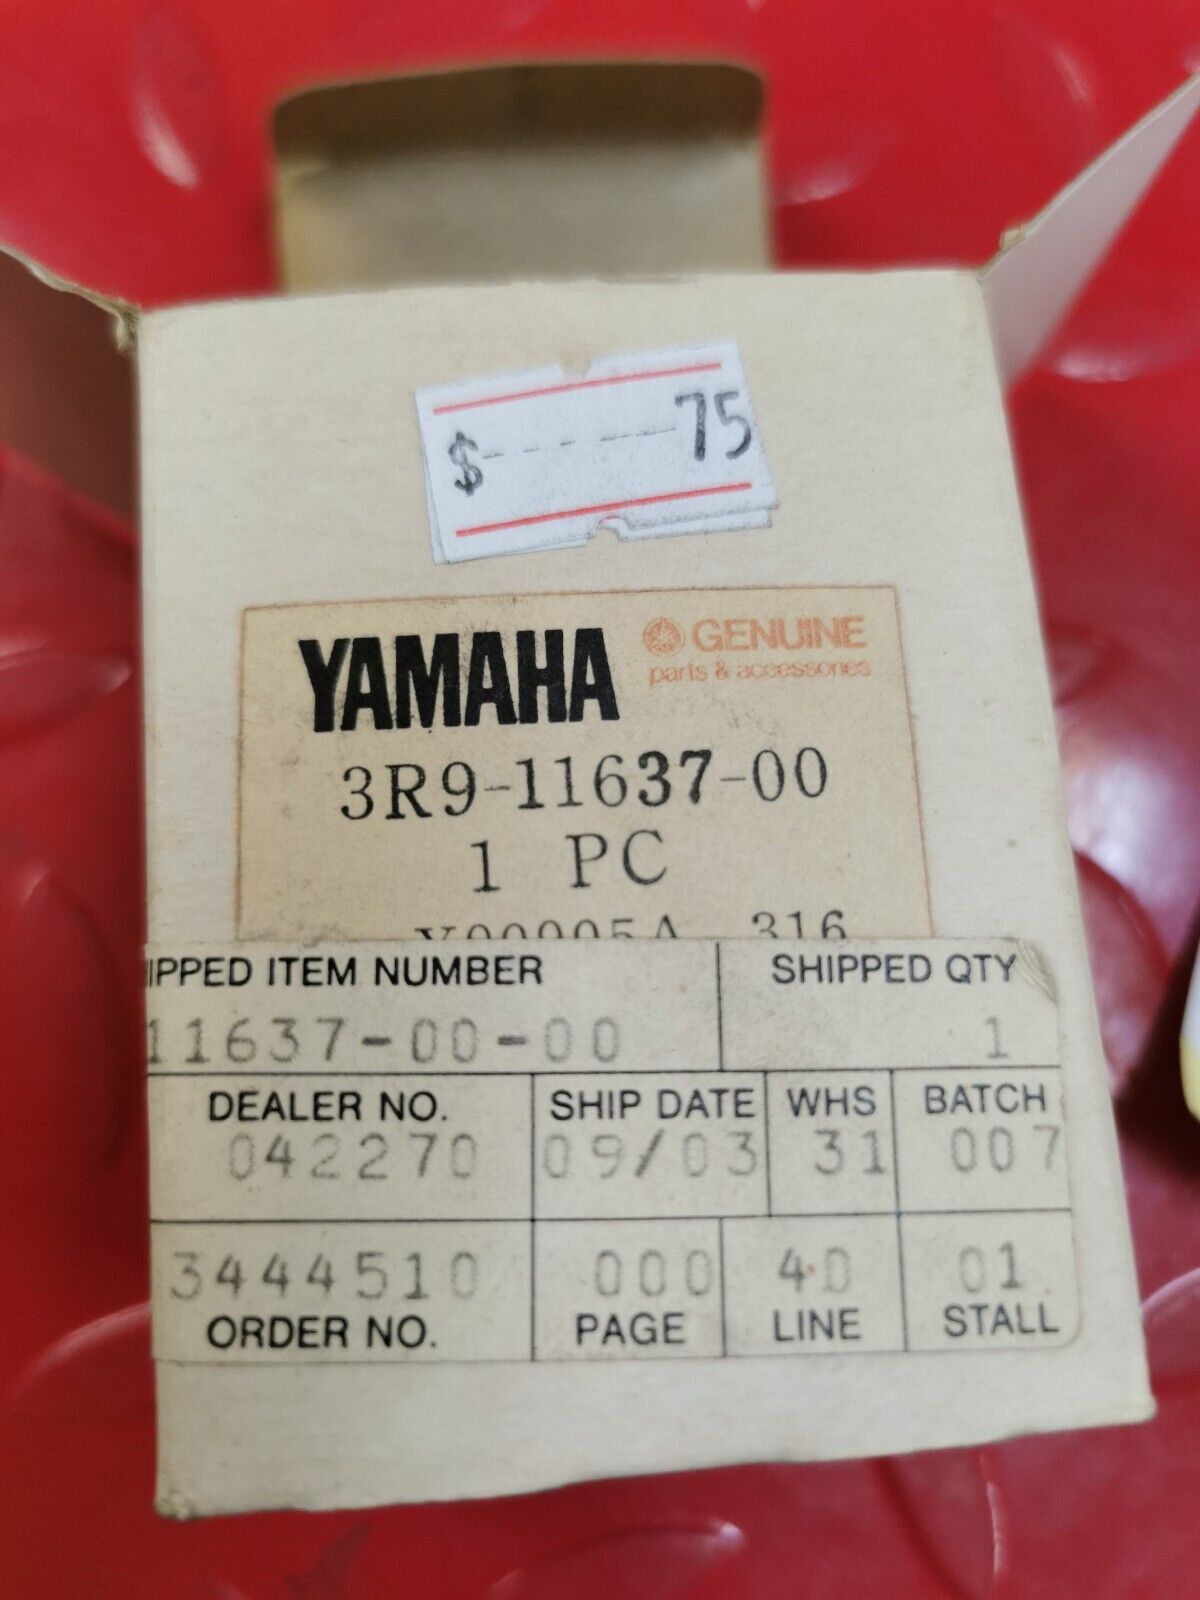 $ - - - - - - 75
YAMAHA GENUINE
parts & accessories
3R9-11637-00
1 PC
316
IPPED ITEM NUMBER SHIPPED QTY
11637-00-00 1
DEALER NO. SHIP DATE WHS BATCH
042270 09/03 31 007
3444510 000 40 01
ORDER NO. PAGE LINE STALL